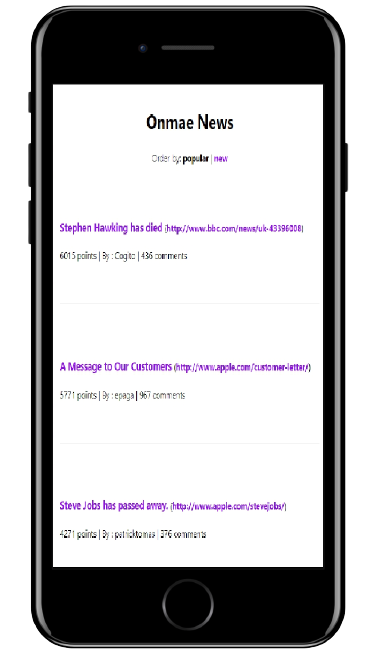 Onmae News
Order by: popular | new
Stephen Hawking has died (http://www.bbc.com/news/uk-43396008)
6015 points | By : Cogito | 436 comments
A Message to Our Customers (http://www.apple.com/customer-letter/)
5771 points | By : epaga | 967 comments
Steve Jobs has passed away. (http://www.apple.com/stevejobs/)
4271 points | By : patricktomas | 376 comments